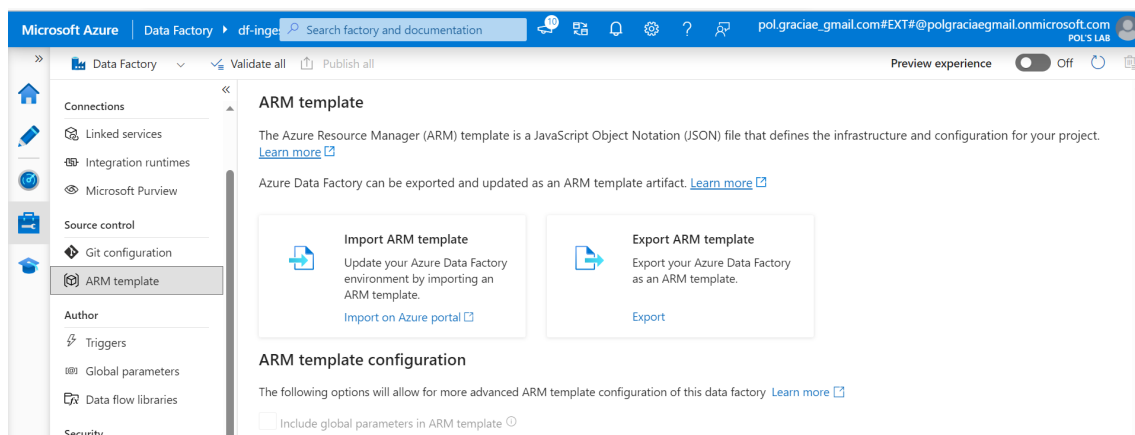 Microsoft Azure Data Factory df-inges Search factory and documentation 10 pol.graciae_gmail.com#EXT#@polgraciaegmail.onmicrosoft.com
POL'S LAB
Data Factory Validate all Publish all Preview experience Off
Connections
Linked services
Integration runtimes
Microsoft Purview
Source control
Git configuration
ARM template
Author
Triggers
Global parameters
Data flow libraries
Security
ARM template
The Azure Resource Manager (ARM) template is a JavaScript Object Notation (JSON) file that defines the infrastructure and configuration for your project.
Learn more
Azure Data Factory can be exported and updated as an ARM template artifact. Learn more
Import ARM template
Update your Azure Data Factory
environment by importing an
ARM template.
Import on Azure portal
Export ARM template
Export your Azure Data Factory
as an ARM template.
Export
ARM template configuration
The following options will allow for more advanced ARM template configuration of this data factory Learn more
Include global parameters in ARM template